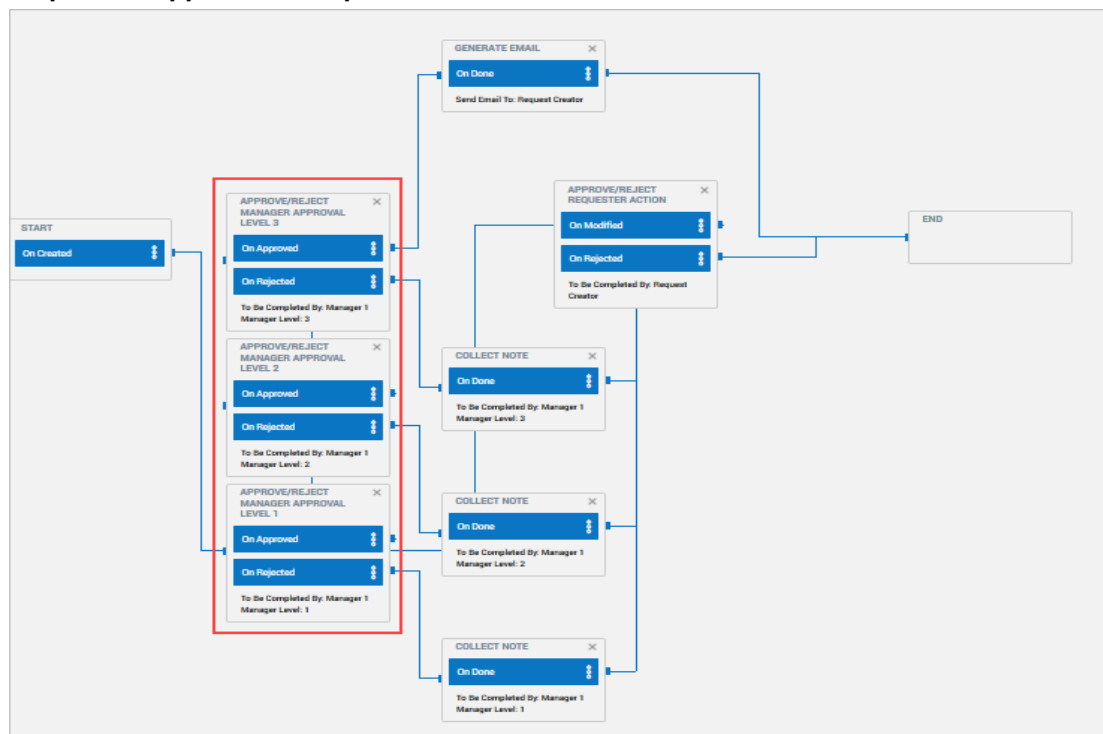 GENERATE EMAIL
On Done
Send Email To: Request Creator
APPROVE/REJECT
REQUESTER ACTION
On Modified
On Rejected
To Be Completed By: Request
Creator
START
On Created
END
APPROVE/REJECT
MANAGER APPROVAL
LEVEL 3
On Approved
On Rejected
To Be Completed By: Manager 1
Manager Level: 3
APPROVE/REJECT
MANAGER APPROVAL
LEVEL 2
On Approved
On Rejected
To Be Completed By: Manager 1
Manager Level: 2
APPROVE/REJECT
MANAGER APPROVAL
LEVEL 1
On Approved
On Rejected
To Be Completed By: Manager 1
Manager Level: 1
COLLECT NOTE
On Done
To Be Completed By: Manager 1
Manager Level: 3
COLLECT NOTE
On Done
To Be Completed By: Manager 1
Manager Level: 2
COLLECT NOTE
On Done
To Be Completed By: Manager 1
Manager Level: 1